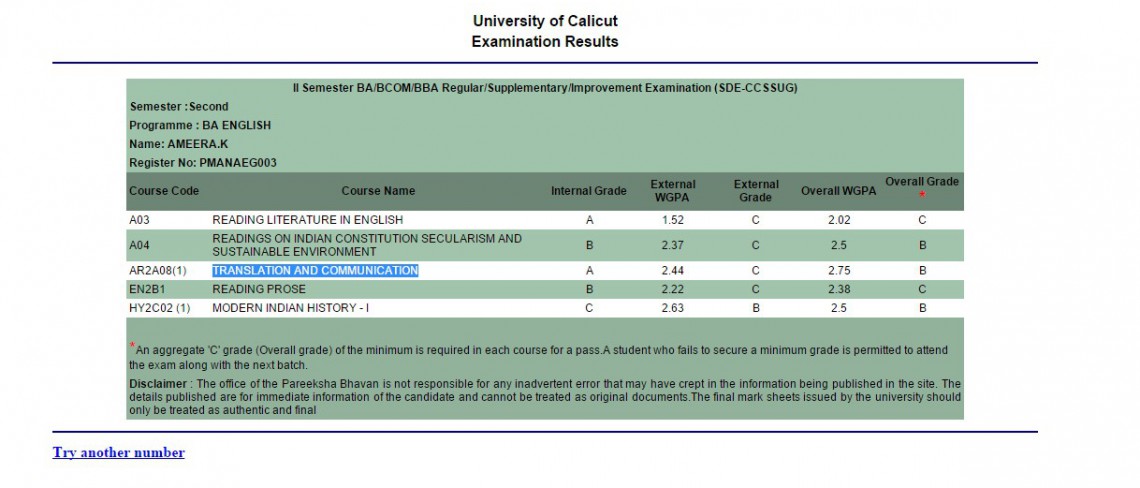 University of Calicut
Examination Results
II Semester BA/BCOM/BBA Regular/Supplementary/Improvement Examination (SDE-CCSSUG)
Semester :Second
Programme : BA ENGLISH
Name: AMEERA.K
Register No: PMANAEG003
Course Code Course Name Internal Grade External WGPA External Grade Overall WGPA Overall Grade *
A03 READING LITERATURE IN ENGLISH A 1.52 C 2.02 C
A04 READINGS ON INDIAN CONSTITUTION SECULARISM AND SUSTAINABLE ENVIRONMENT B 2.37 C 2.5 B
AR2A08(1) TRANSLATION AND COMMUNICATION A 2.44 C 2.75 B
EN2B1 READING PROSE B 2.22 C 2.38 C
HY2C02 (1) MODERN INDIAN HISTORY - I C 2.63 B 2.5 B
*An aggregate 'C' grade (Overall grade) of the minimum is required in each course for a pass.A student who fails to secure a minimum grade is permitted to attend
the exam along with the next batch.
Disclaimer : The office of the Pareeksha Bhavan is not responsible for any inadvertent error that may have crept in the information being published in the site. The
details published are for immediate information of the candidate and cannot be treated as original documents.The final mark sheets issued by the university should
only be treated as authentic and final
Try another number